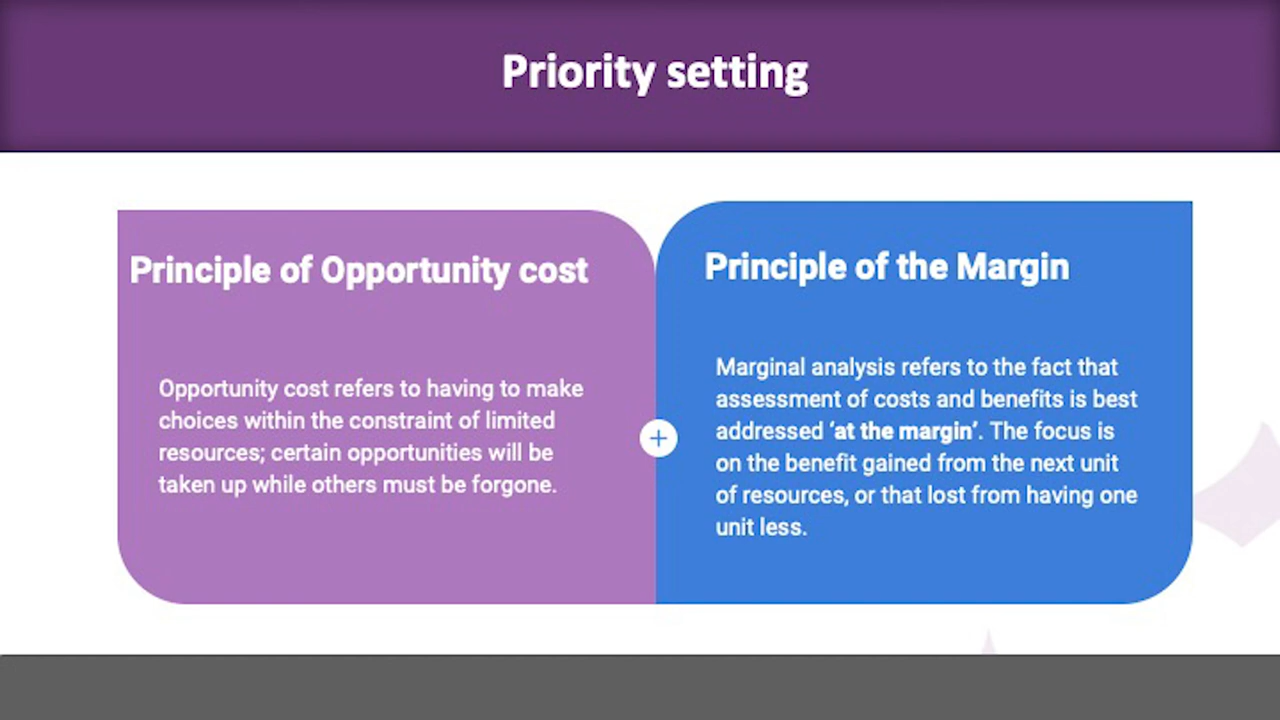 Priority setting
Principle of Opportunity cost
Opportunity cost refers to having to make
choices within the constraint of limited
resources; certain opportunities will be
taken up while others must be forgone.
Principle of the Margin
Marginal analysis refers to the fact that
assessment of costs and benefits is best
addressed ‘at the margin’. The focus is
on the benefit gained from the next unit
of resources, or that lost from having one
unit less.